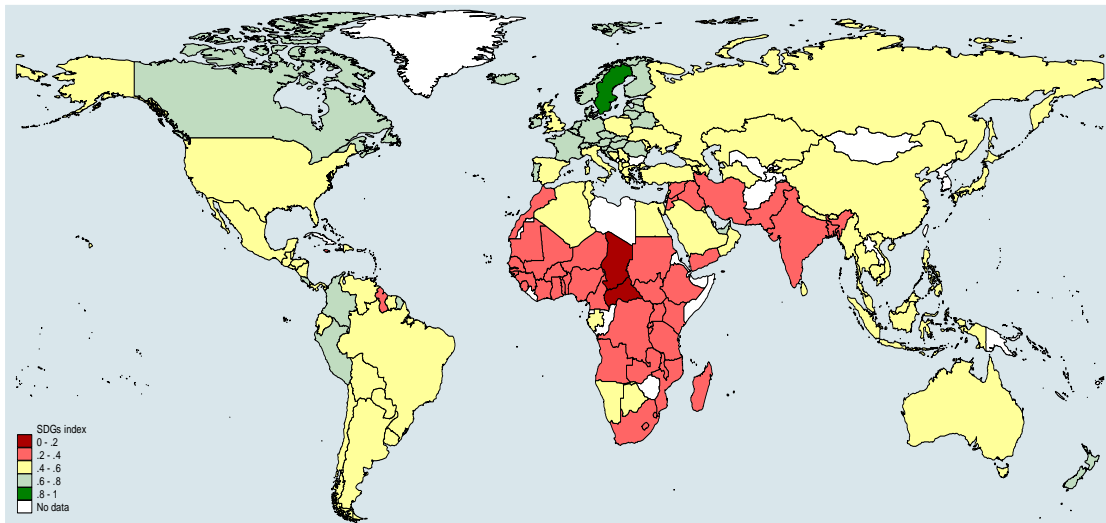 SDGs index
0 - .2
.2 - .4
.4 - .6
.6 - .8
.8 - 1
No data